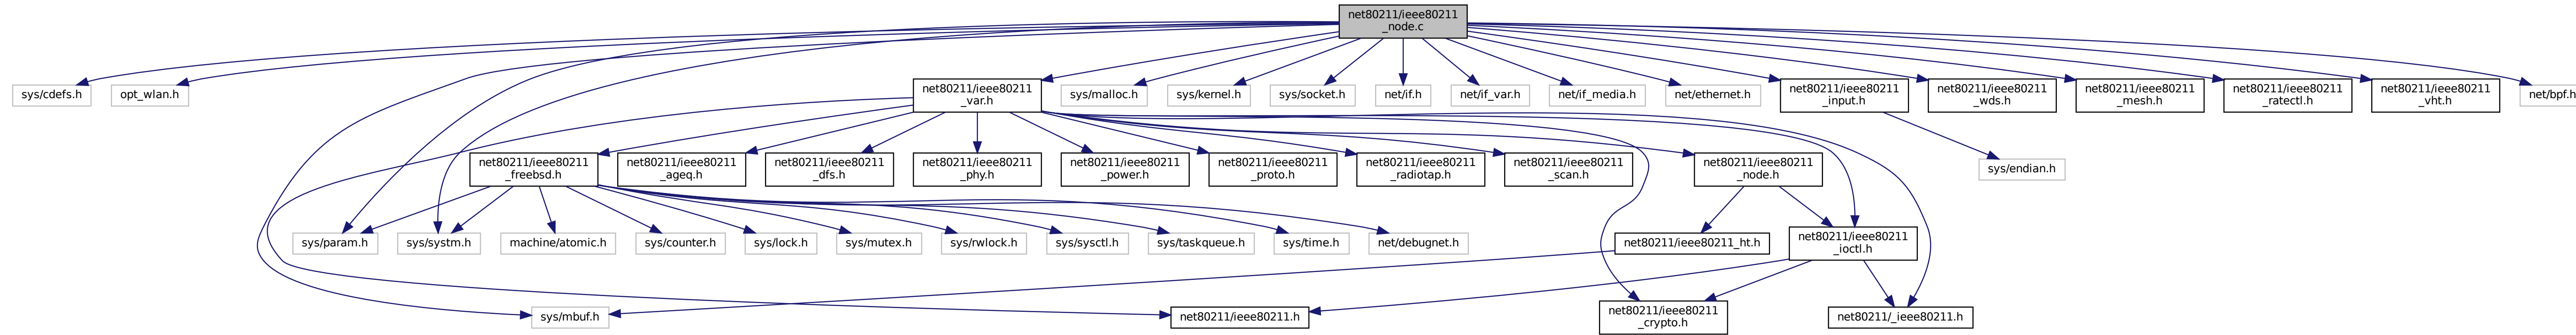 net80211/ieee80211
_node.c
sys/cdefs.h
opt_wlan.h
net80211/ieee80211
_var.h
sys/malloc.h
sys/kernel.h
sys/socket.h
net/if.h
net/if_var.h
net/if_media.h
net/ethernet.h
net80211/ieee80211
_input.h
net80211/ieee80211
_wds.h
net80211/ieee80211
_mesh.h
net80211/ieee80211
_ratectl.h
net80211/ieee80211
_vht.h
net/bpf.h
net80211/ieee80211
_freebsd.h
net80211/ieee80211
_ageq.h
net80211/ieee80211
_dfs.h
net80211/ieee80211
_phy.h
net80211/ieee80211
_power.h
net80211/ieee80211
_proto.h
net80211/ieee80211
_radiotap.h
net80211/ieee80211
_scan.h
net80211/ieee80211
_node.h
sys/endian.h
sys/param.h
sys/systm.h
machine/atomic.h
sys/counter.h
sys/lock.h
sys/mutex.h
sys/rwlock.h
sys/sysctl.h
sys/taskqueue.h
sys/time.h
net/debugnet.h
net80211/ieee80211_ht.h
net80211/ieee80211
_ioctl.h
sys/mbuf.h
net80211/ieee80211.h
net80211/ieee80211
_crypto.h
net80211/_ieee80211.h